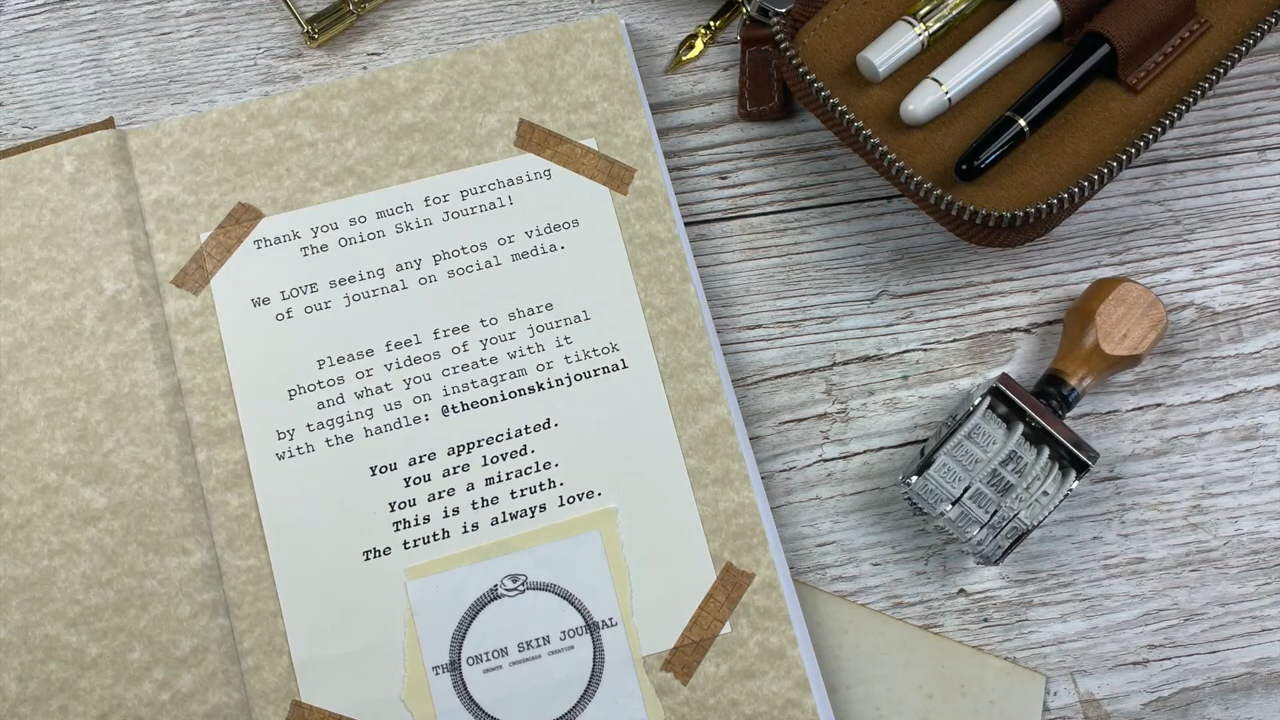 Thank you so much for purchasing
The Onion Skin Journal!
We LOVE seeing any photos or videos
of our journal on social media.
Please feel free to share
photos or videos of your journal
and what you create with it
by tagging us on instagram or tiktok
with the handle: @theonionskinjournal
You are appreciated.
You are loved.
You are a miracle.
This is the truth.
The truth is always love.
THE ONION SKIN JOURNAL
GROWTH CROSSROADS CREATION